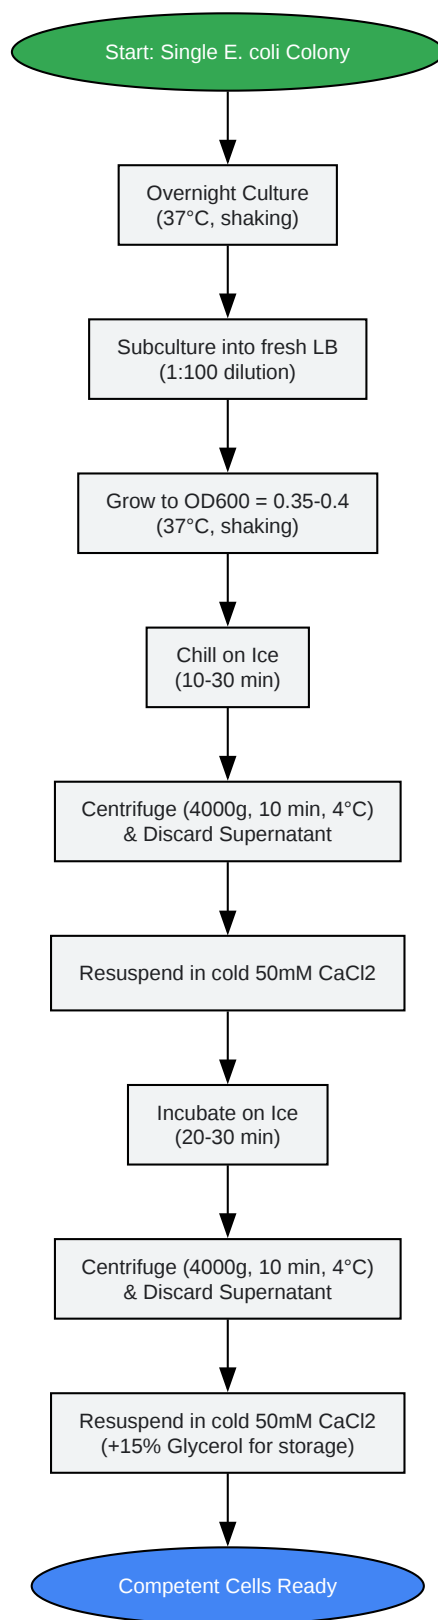 Start: Single E. coli Colony
Overnight Culture
(37°C, shaking)
Subculture into fresh LB
(1:100 dilution)
Grow to OD600 = 0.35-0.4
(37°C, shaking)
Chill on Ice
(10-30 min)
Centrifuge (4000g, 10 min, 4°C)
& Discard Supernatant
Resuspend in cold 50mM CaCl2
Incubate on Ice
(20-30 min)
Centrifuge (4000g, 10 min, 4°C)
& Discard Supernatant
Resuspend in cold 50mM CaCl2
(+15% Glycerol for storage)
Competent Cells Ready